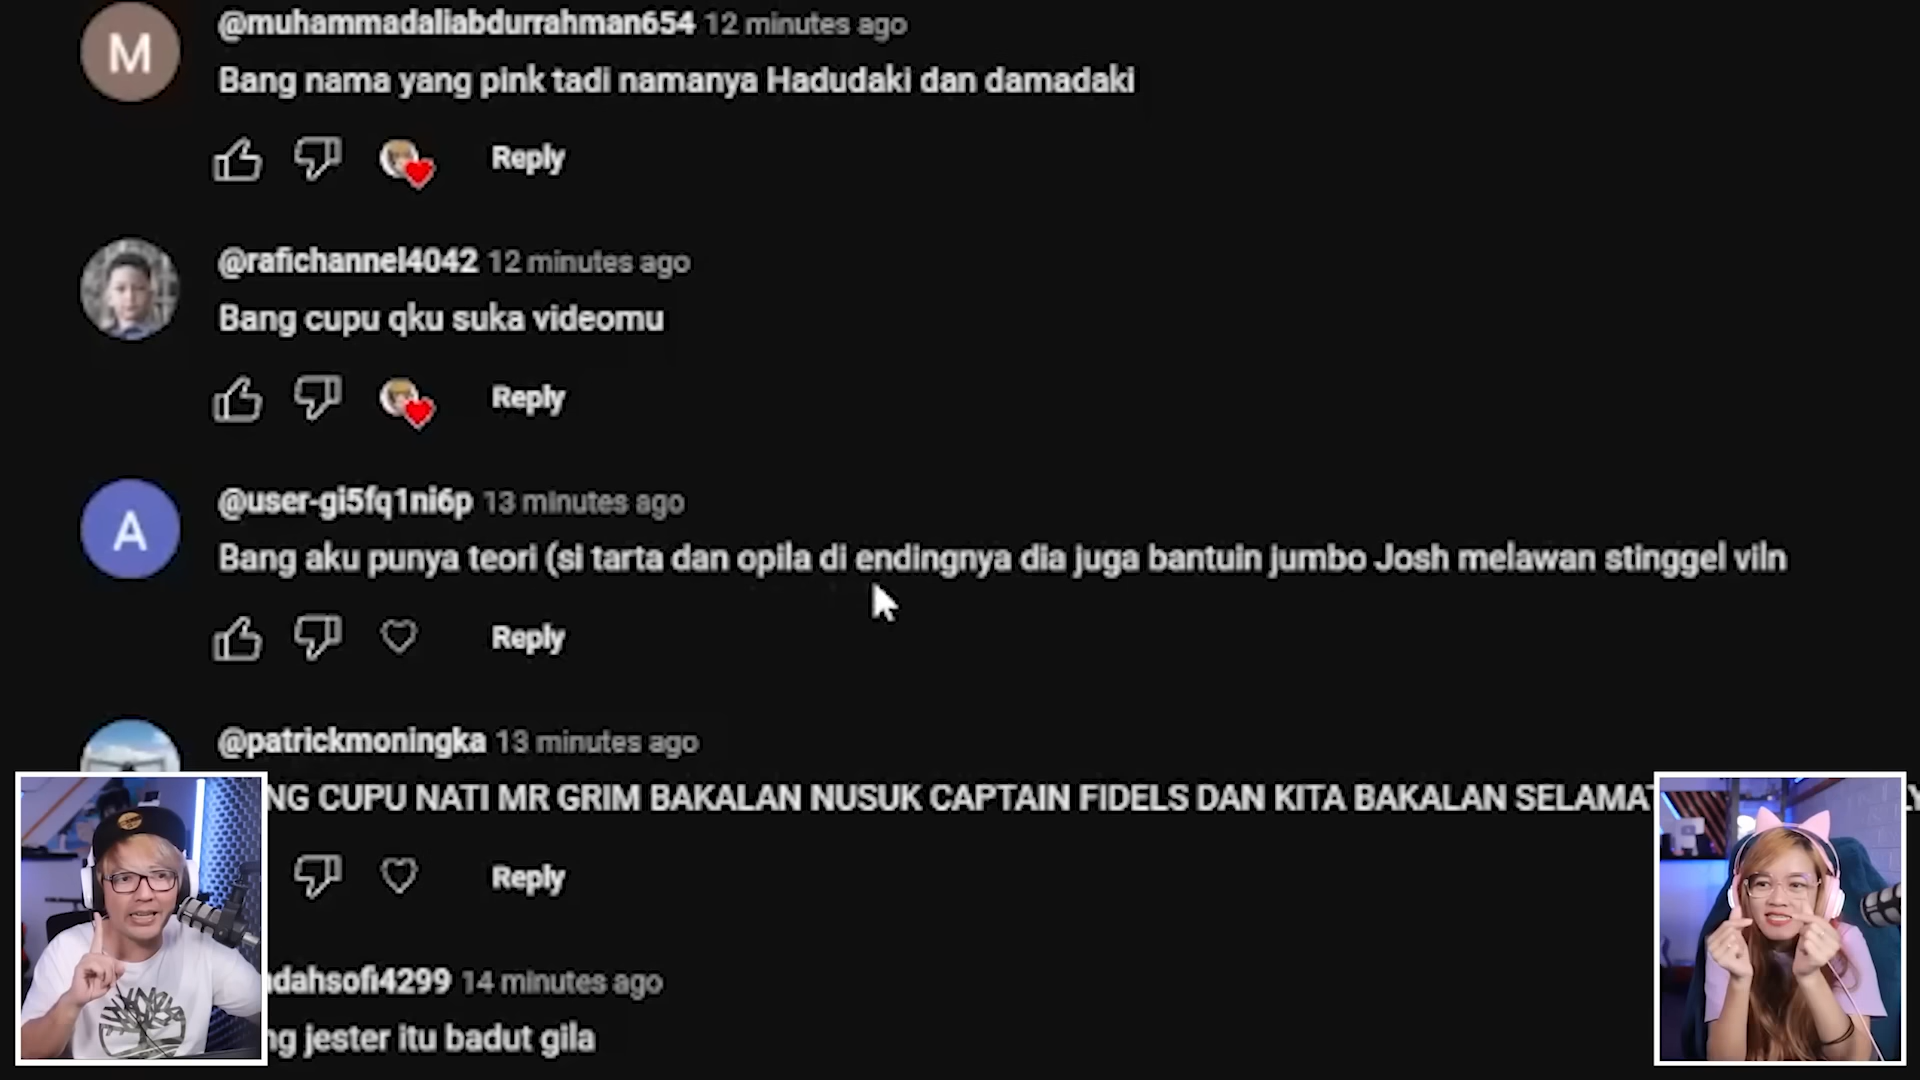 M
@muhammadaliabdurrahman654 12 minutes ago
Bang nama yang pink tadi namanya Hadudaki dan damadaki
Reply
@rafichannel4042 12 minutes ago
Bang cupu qku suka videomu
Reply
A
@user-gi5fq1ni6p 13 minutes ago
Bang aku punya teori (si tarta dan opila di endingnya dia juga bantuin jumbo Josh melawan stinggel viln
Reply
@patrickmoningka 13 minutes ago
NG CUPU NATI MR GRIM BAKALAN NUSUK CAPTAIN FIDELS DAN KITA BAKALAN SELAMAT
Reply
dahsofi4299 14 minutes ago
ng jester itu badut gila